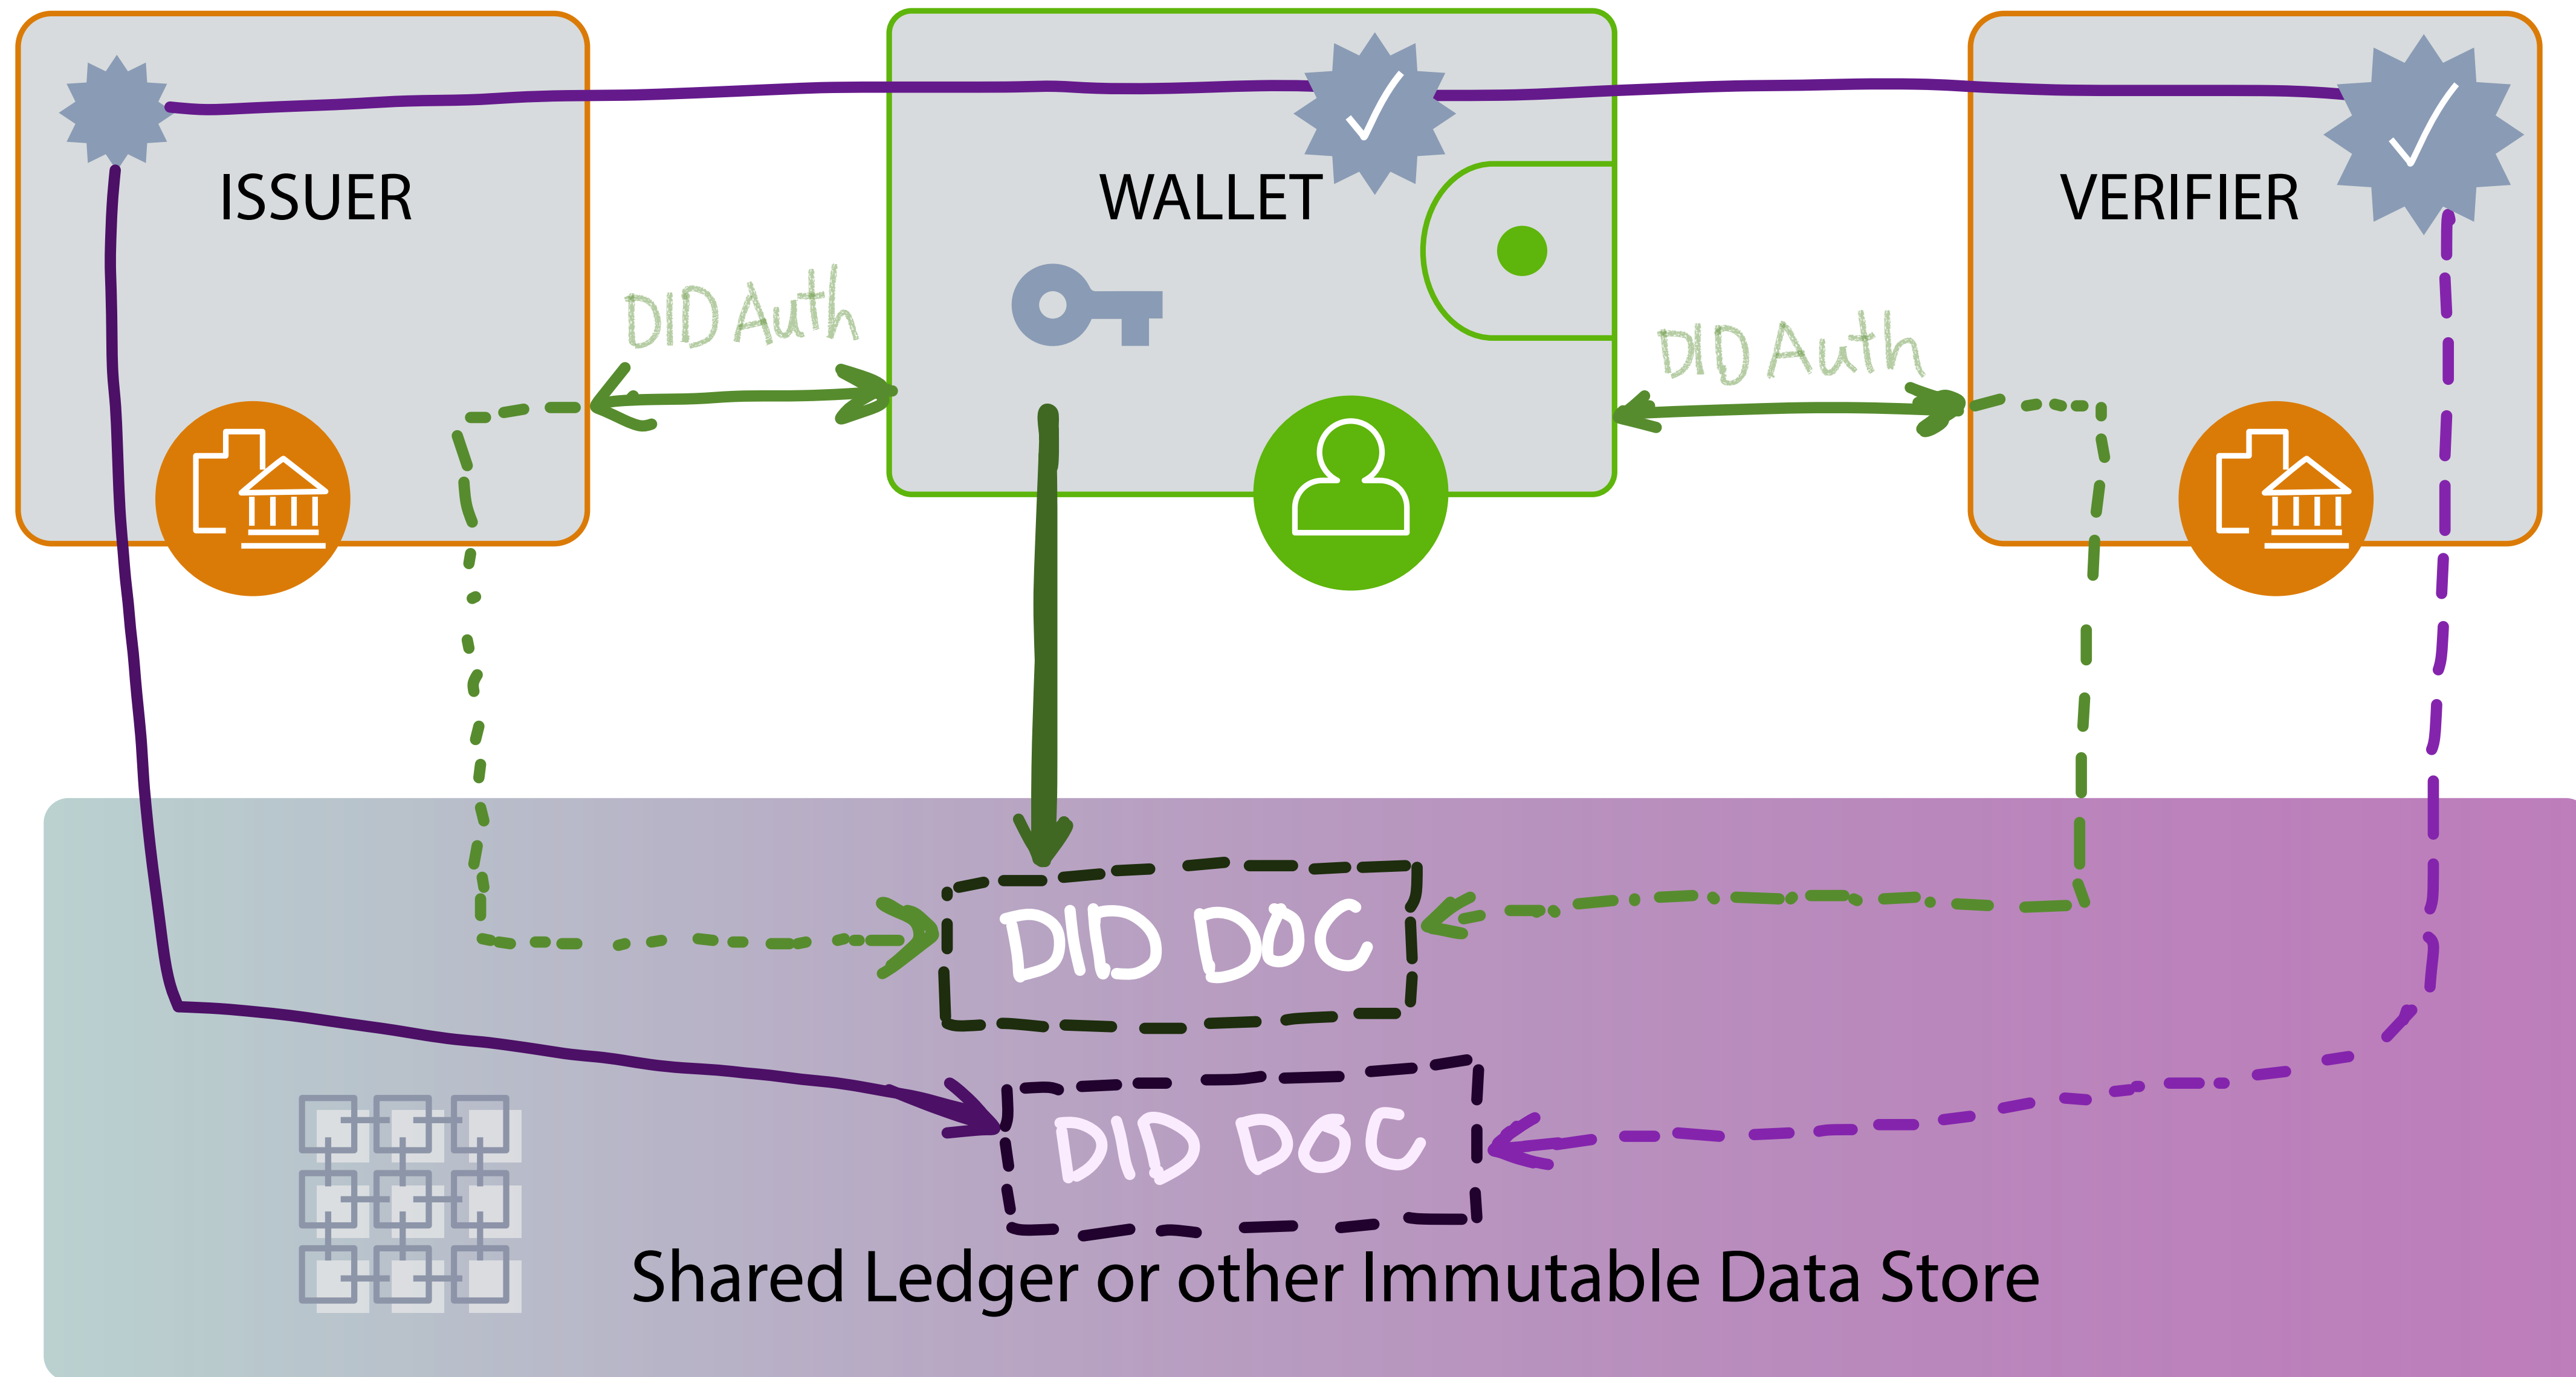 ISSUER
WALLET
VERIFIER
DID Auth
DID Auth
DID DOC
DID DOC
Shared Ledger or other Immutable Data Store